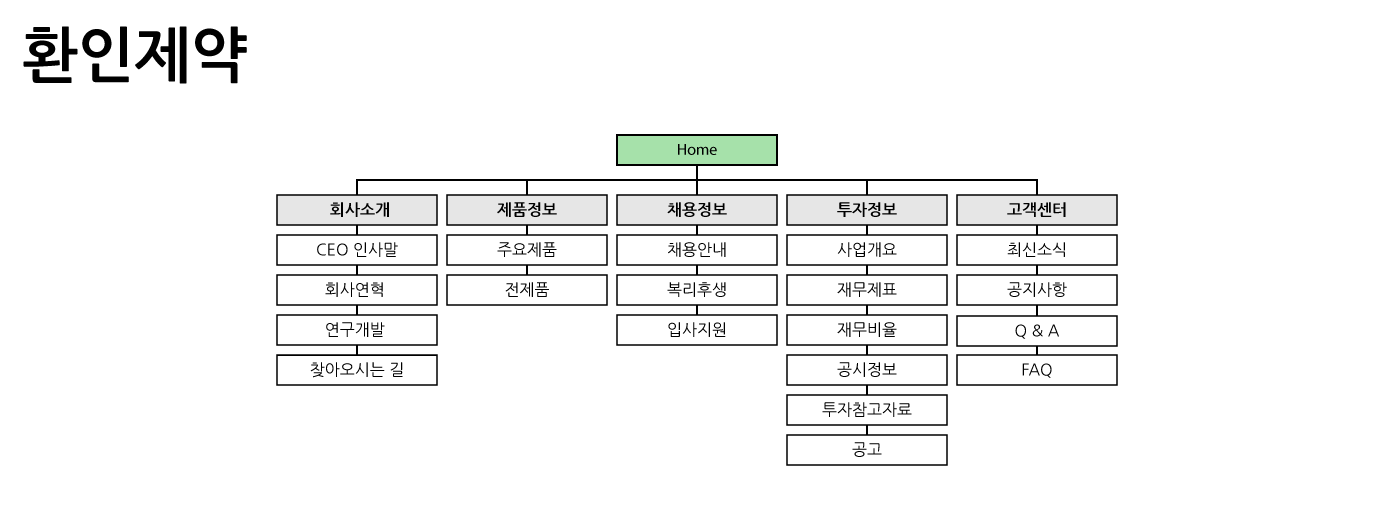 환인제약
Home
회사소개
CEO 인사말
회사연혁
연구개발
찾아오시는 길
제품정보
주요제품
전제품
채용정보
채용안내
복리후생
입사지원
투자정보
사업개요
재무제표
재무비율
공시정보
투자참고자료
공고
고객센터
최신소식
공지사항
Q & A
FAQ